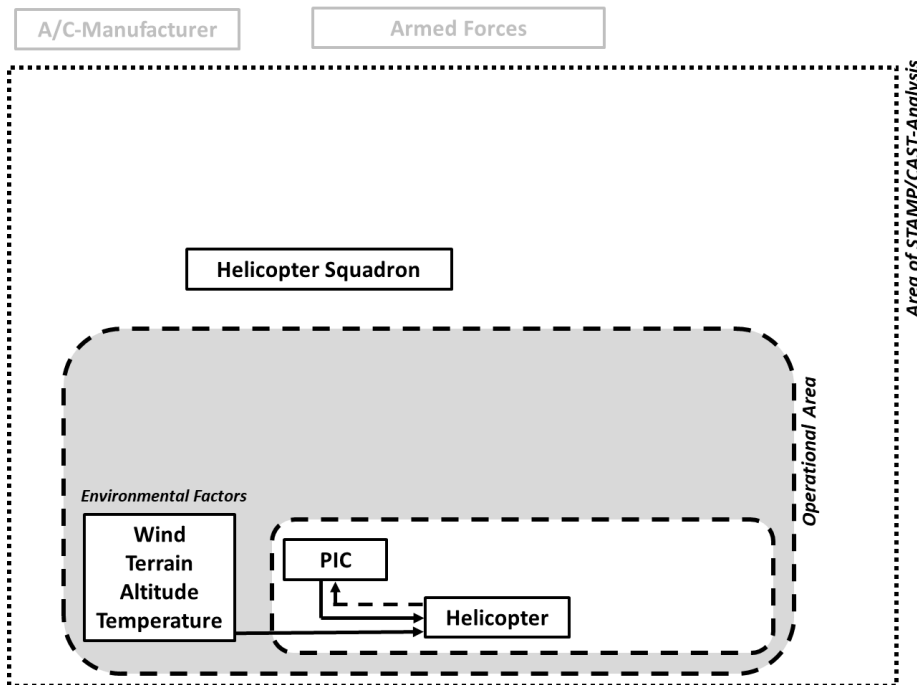 A/C-Manufacturer
Armed Forces
Area of STAMP/CAST-Analysis
Helicopter Squadron
Operational Area
Environmental Factors
Wind
Terrain
Altitude
Temperature
PIC
Helicopter